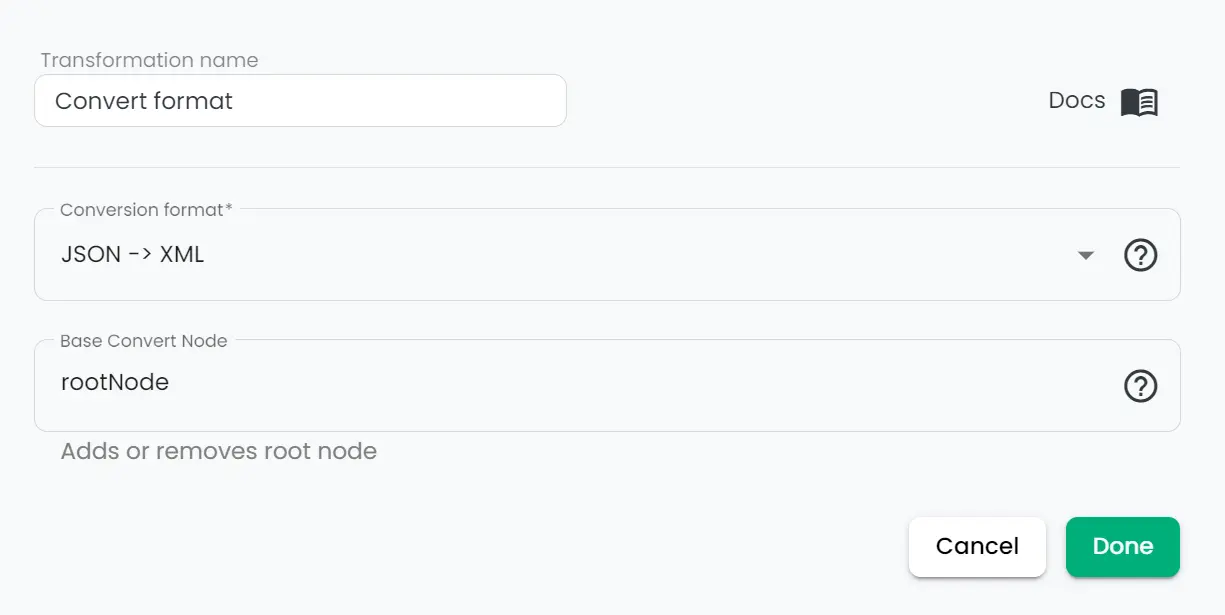 Transformation name
Convert format
Docs
Conversion format*
JSON -> XML
Base Convert Node
rootNode
Adds or removes root node
Cancel
Done